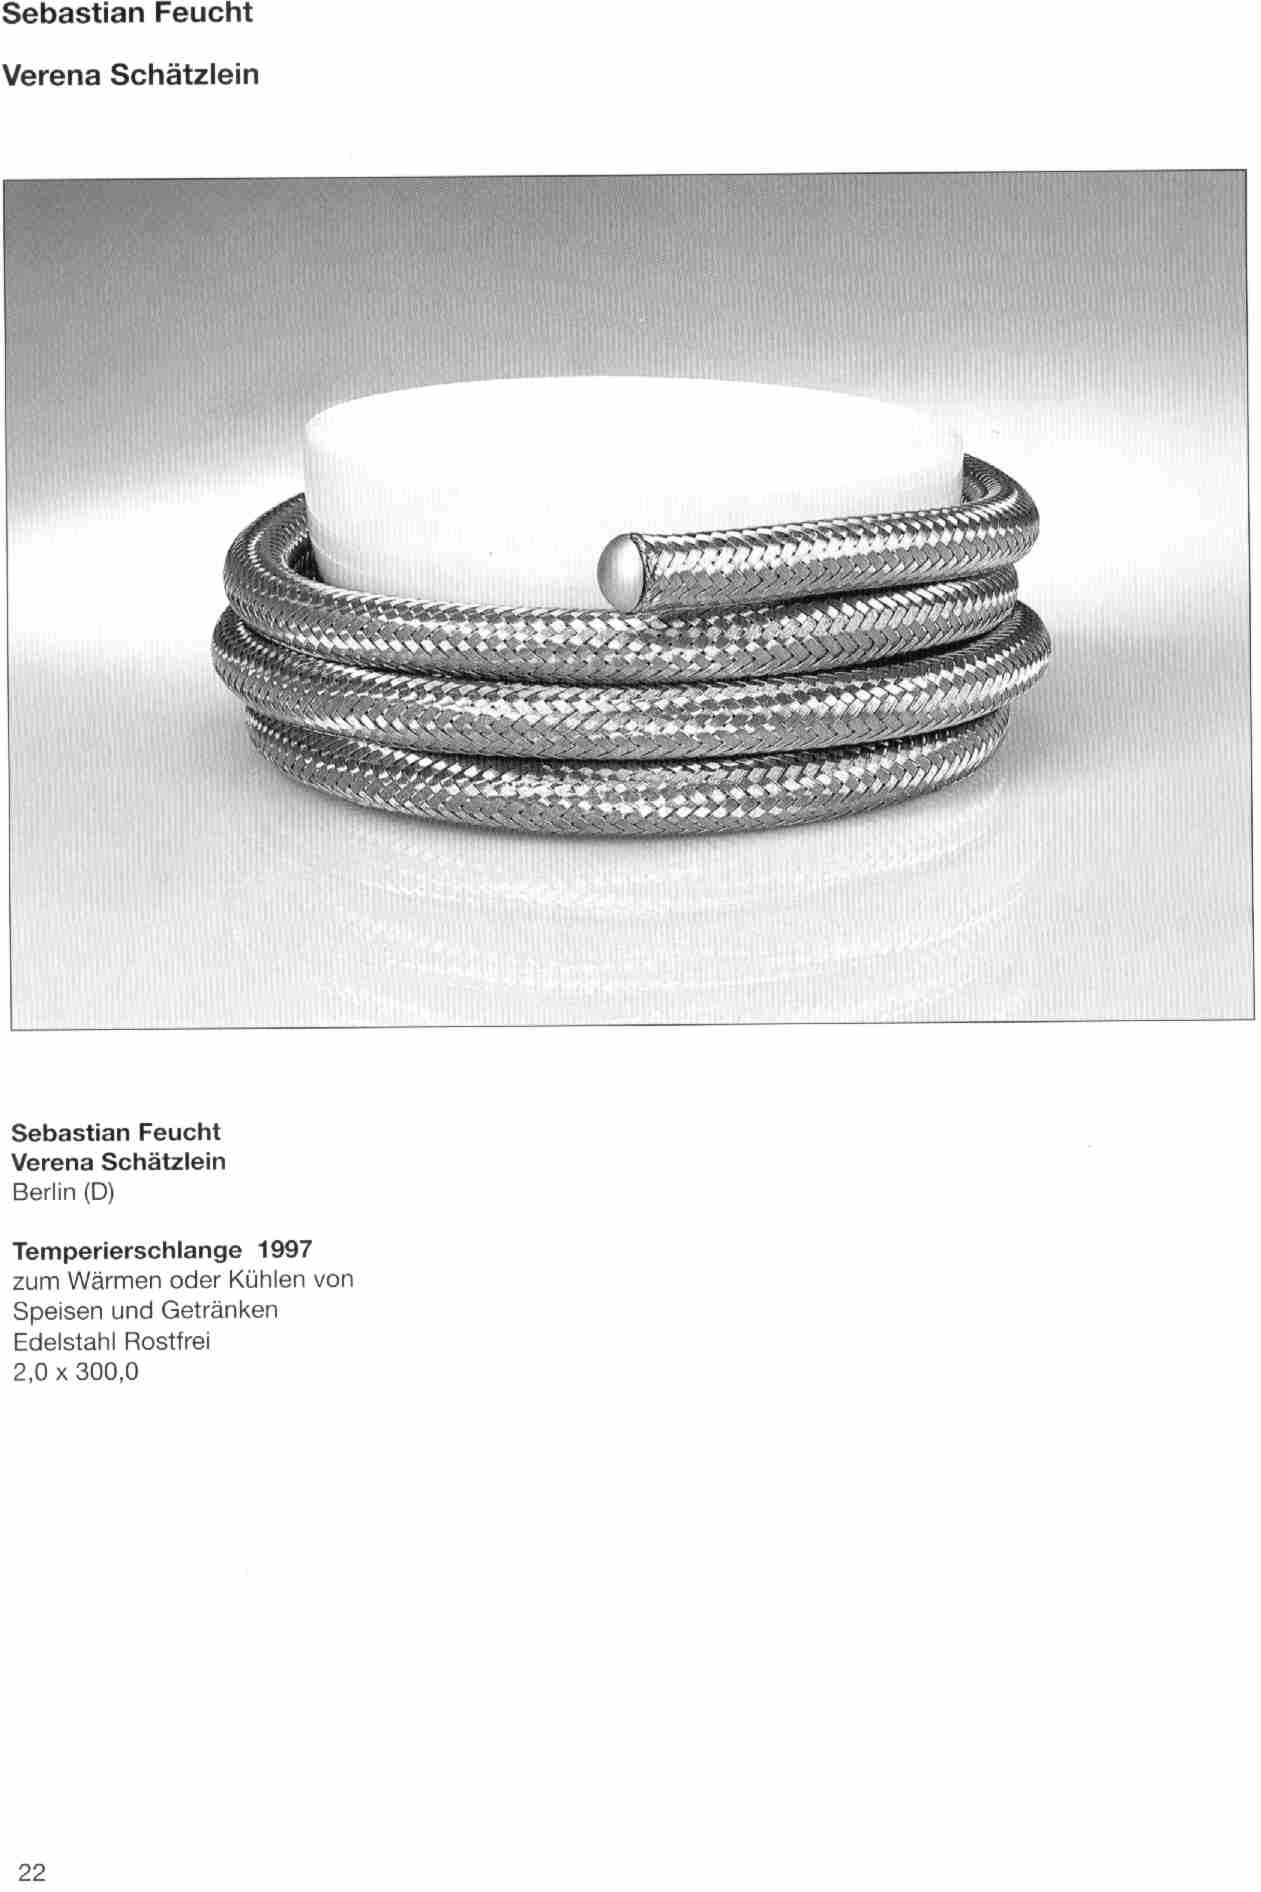 Sebastian Feucht
Verena Schätzlein
Sebastian Feucht
Verena Schätzlein
Berlin (D)
Temperierschlange 1997
zum Wärmen oder Kühlen von
Speisen und Getränken
Edelstahl Rostfrei
2,0 x 300,0
22